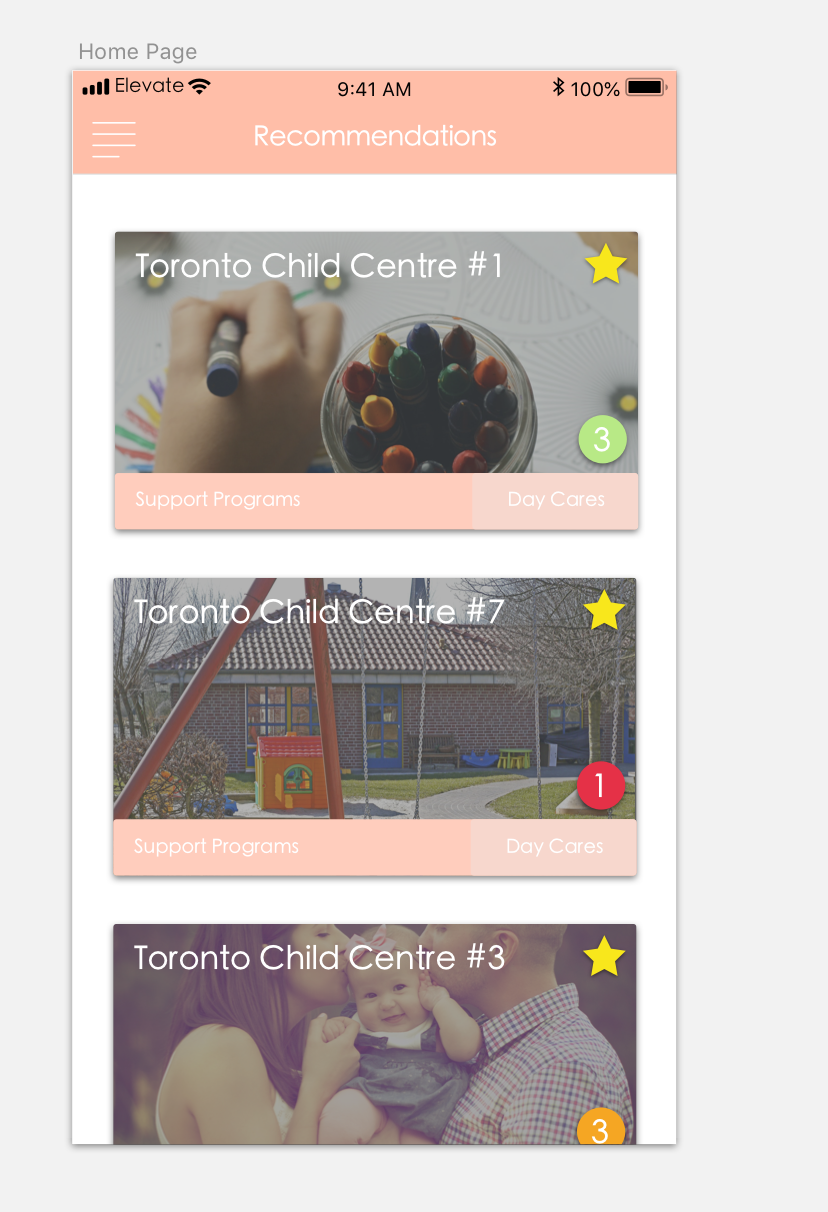 Home Page
Elevate 9:41 AM 100%
Recommendations
Toronto Child Centre #1
3
Support Programs Day Cares
Toronto Child Centre #7
1
Support Programs Day Cares
Toronto Child Centre #3
3